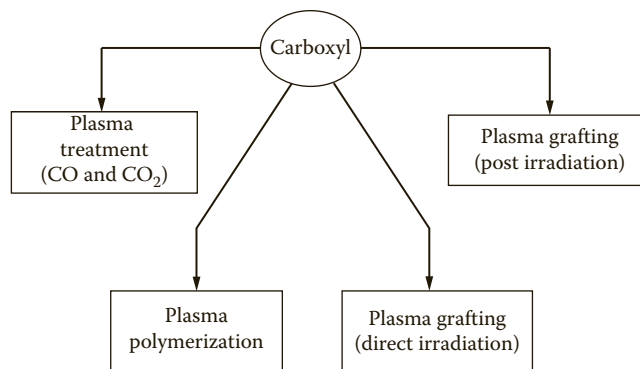 Carboxyl
Plasma
treatment
(CO and CO₂)
Plasma grafting
(post irradiation)
Plasma
polymerization
Plasma grafting
(direct irradiation)